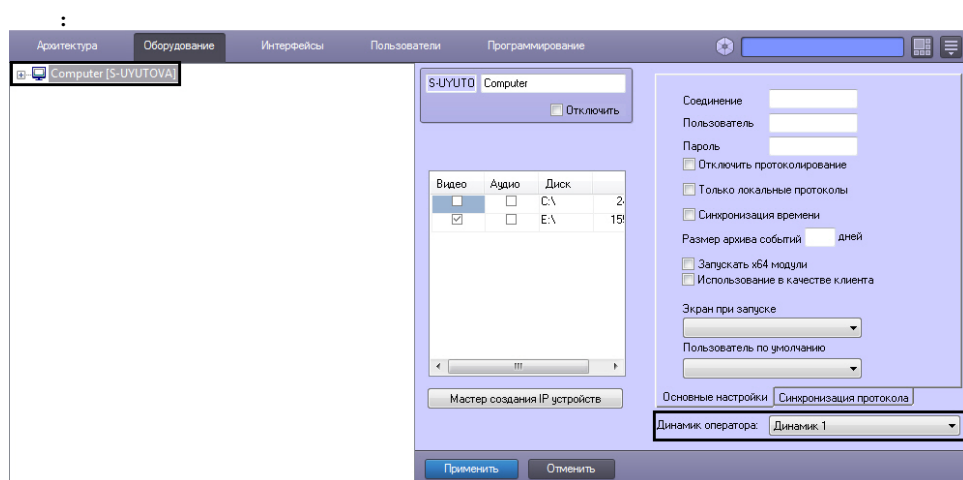 :
Архитектура Оборудование Интерфейсы Пользователи Программирование
Computer [S-UYUTOVA]
S-UYUTO Computer
Отключить
Видео Аудио Диск
C:\ 2
E:\ 15
Мастер создания IP устройств
Соединение
Пользователь
Пароль
Отключить протоколирование
Только локальные протоколы
Синхронизация времени
Размер архива событий дней
Запускать x64 модули
Использование в качестве клиента
Экран при запуске
Пользователь по умолчанию
Основные настройки Синхронизация протокола
Динамик оператора: Динамик 1
Применить Отменить